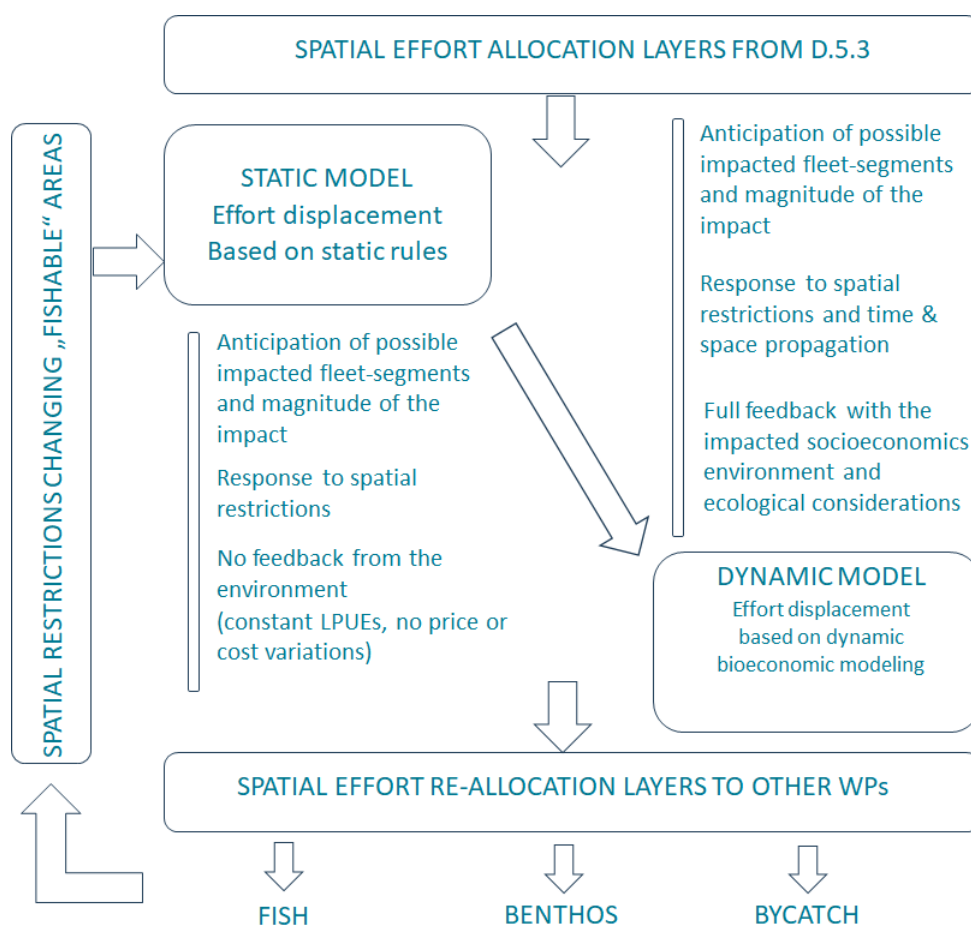 SPATIAL EFFORT ALLOCATION LAYERS FROM D.5.3
SPATIAL RESTRICTIONS CHANGING „FISHABLE“ AREAS
STATIC MODEL
Effort displacement
Based on static rules
Anticipation of possible
impacted fleet-segments
and magnitude of the
impact
Response to spatial
restrictions
No feedback from the
environment
(constant LPUEs, no price or
cost variations)
Anticipation of possible
impacted fleet-segments
and magnitude of the
impact
Response to spatial
restrictions and time &
space propagation
Full feedback with the
impacted socioeconomics
environment and
ecological considerations
DYNAMIC MODEL
Effort displacement
based on dynamic
bioeconomic modeling
SPATIAL EFFORT RE-ALLOCATION LAYERS TO OTHER WPs
FISH
BENTHOS
BYCATCH